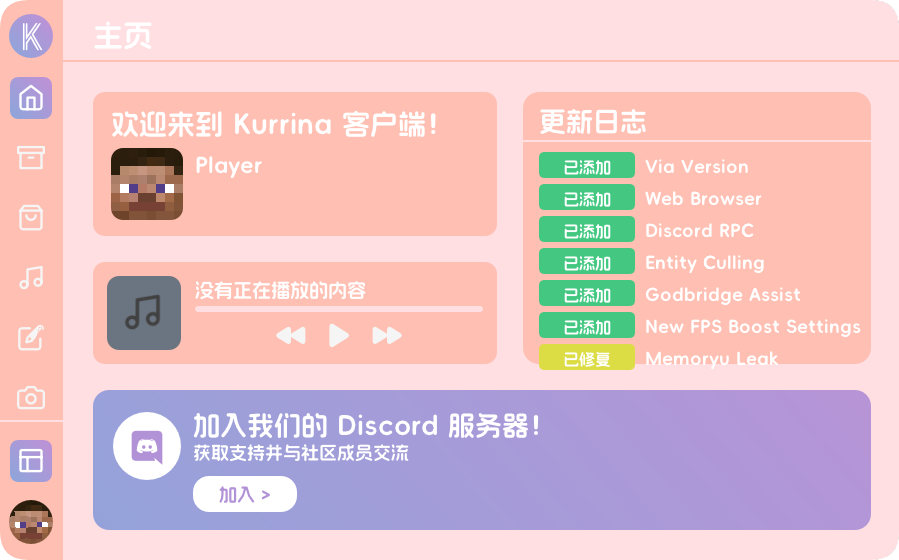 K
主页
欢迎来到 Kurrina 客户端!
Player
没有正在播放的内容
更新日志
已添加 Via Version
已添加 Web Browser
已添加 Discord RPC
已添加 Entity Culling
已添加 Godbridge Assist
已添加 New FPS Boost Settings
已修复 Memoryu Leak
加入我们的 Discord 服务器!
获取支持并与社区成员交流
加入 >